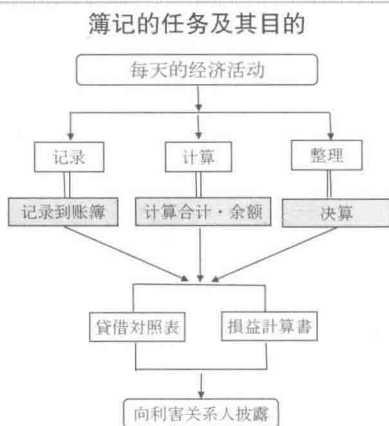 簿记的任务及其目的
每天的经济活动
记录 计算 整理
记录到账簿 计算合计·余额 决算
貸借対照表 損益計算書
向利害关系人披露